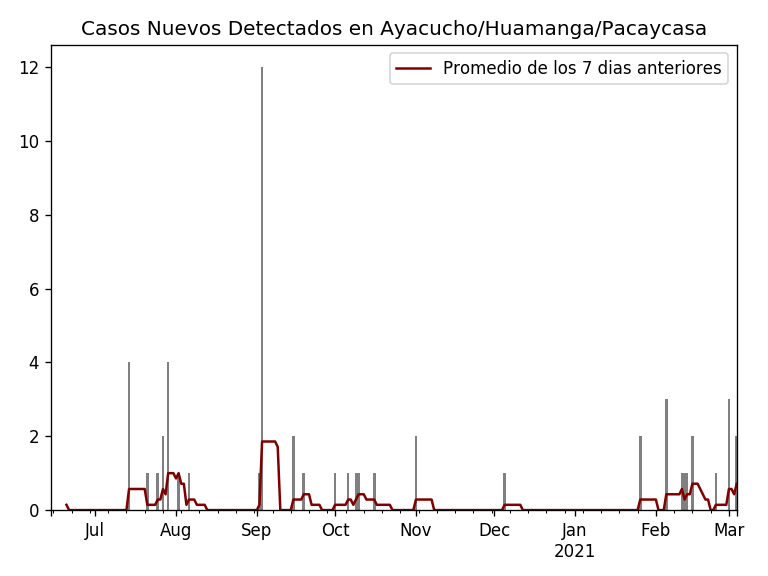 Casos Nuevos Detectados en Ayacucho/Huamanga/Pacaycasa
Promedio de los 7 dias anteriores
12
10
8
6
4
2
0
Jul Aug Sep Oct Nov Dec Jan Feb Mar
2021